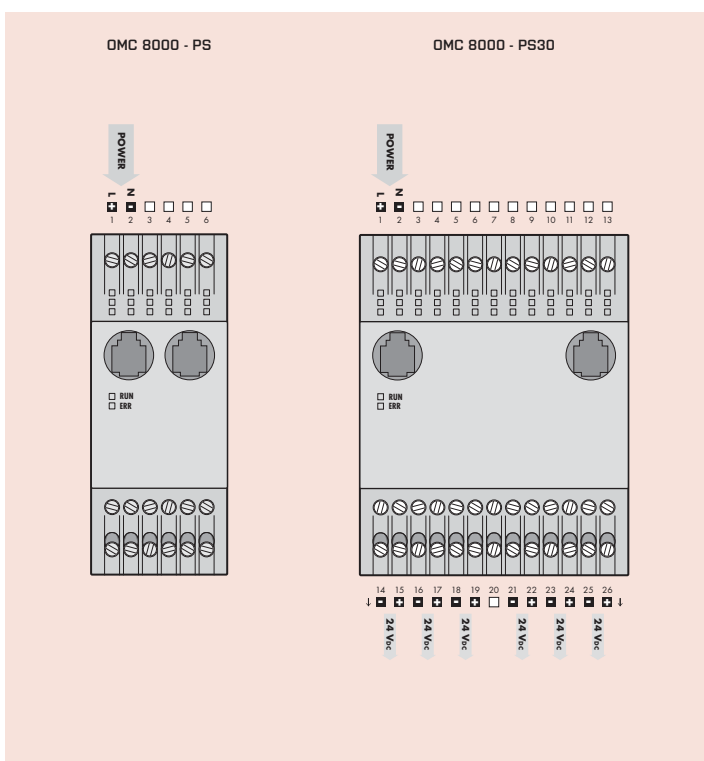 OMC 8000 - PS
OMC 8000 - PS30
POWER
L N
+ -
1 2 3 4 5 6
RUN
ERR
POWER
L N
+ -
1 2 3 4 5 6 7 8 9 10 11 12 13
RUN
ERR
14 15 16 17 18 19 20 21 22 23 24 25 26
↓ - + - + - + - + - + - + ↓
24 VDC 24 VDC 24 VDC 24 VDC 24 VDC 24 VDC